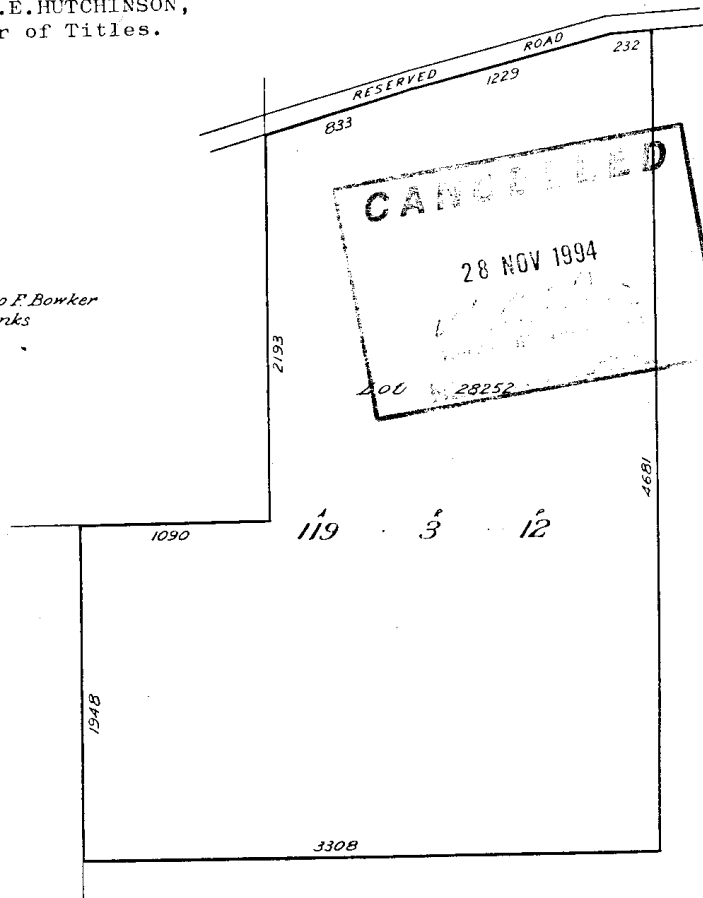 .E.HUTCHINSON,
r of Titles.
RESERVED ROAD
833
1229
232
CANCELLED
28 NOV 1994
o F. Bowker
nks
2193
Lot 28252
4681
1090
A R P
119 . 3 . 12
1948
3308